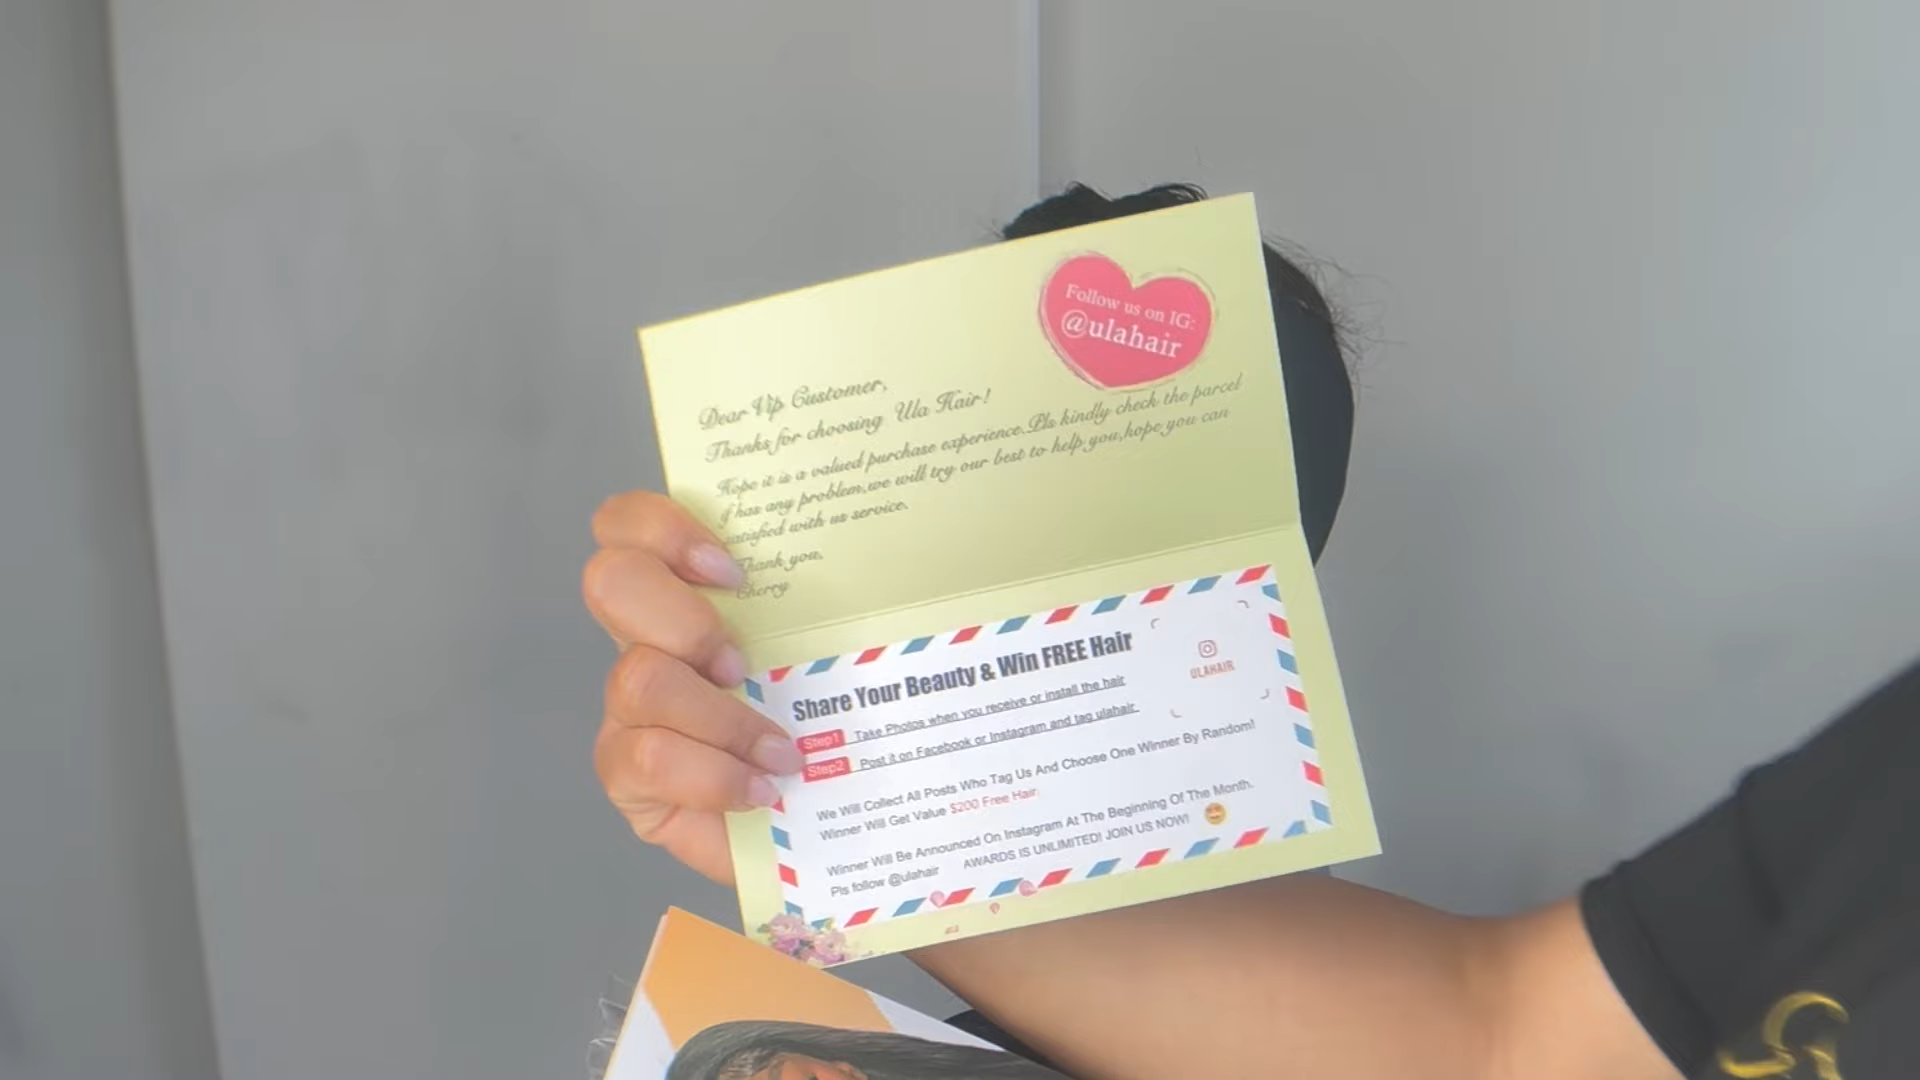 Follow us on IG:
@ulahair
Dear Vip Customer,
Thanks for choosing Ula Hair!
Hope it is a valued purchase experience.Pls kindly check the parcel
if has any problem,we will try our best to help you,hope you can
satisfied with us service.
Thank you,
Cherry
Share Your Beauty & Win FREE Hair
Step1 Take Photos when you receive or install the hair
Step2 Post it on Facebook or Instagram and tag ulahair
ULAHAIR
We Will Collect All Posts Who Tag Us And Choose One Winner By Random!
Winner Will Get Value $200 Free Hair.
Winner Will Be Announced On Instagram At The Beginning Of The Month.
Pls follow @ulahair AWARDS IS UNLIMITED! JOIN US NOW!